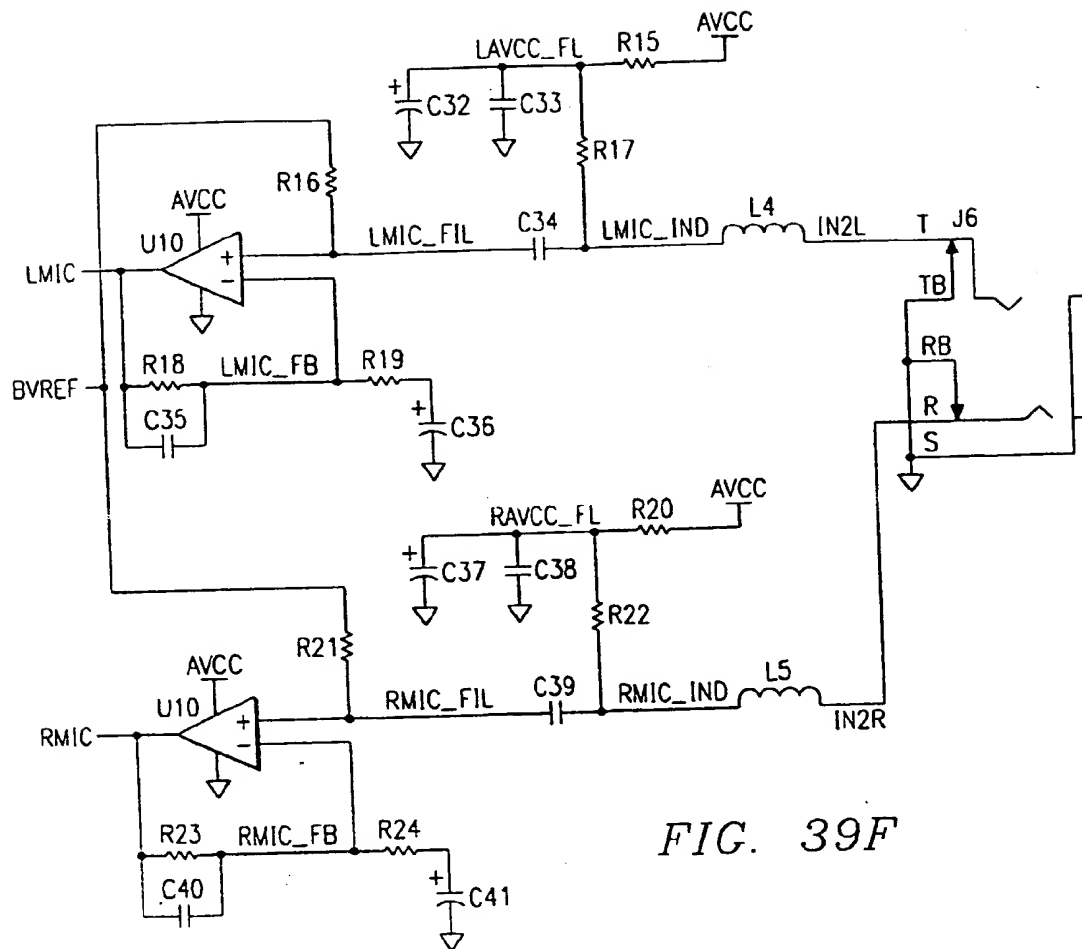 AVCC
LAVCC_FL
R15
+
C32
C33
R17
R16
AVCC
U10
L4
C34
LMIC_FIL
LMIC_IND
IN2L
T
J6
+
−
LMIC
TB
RB
R18
LMIC_FB
R19
BVREF
C35
+
C36
R
S
AVCC
RAVCC_FL
R20
+
C37
C38
R22
R21
AVCC
U10
L5
C39
RMIC_FIL
RMIC_IND
IN2R
+
−
RMIC
R23
RMIC_FB
R24
C40
+
C41
FIG. 39F